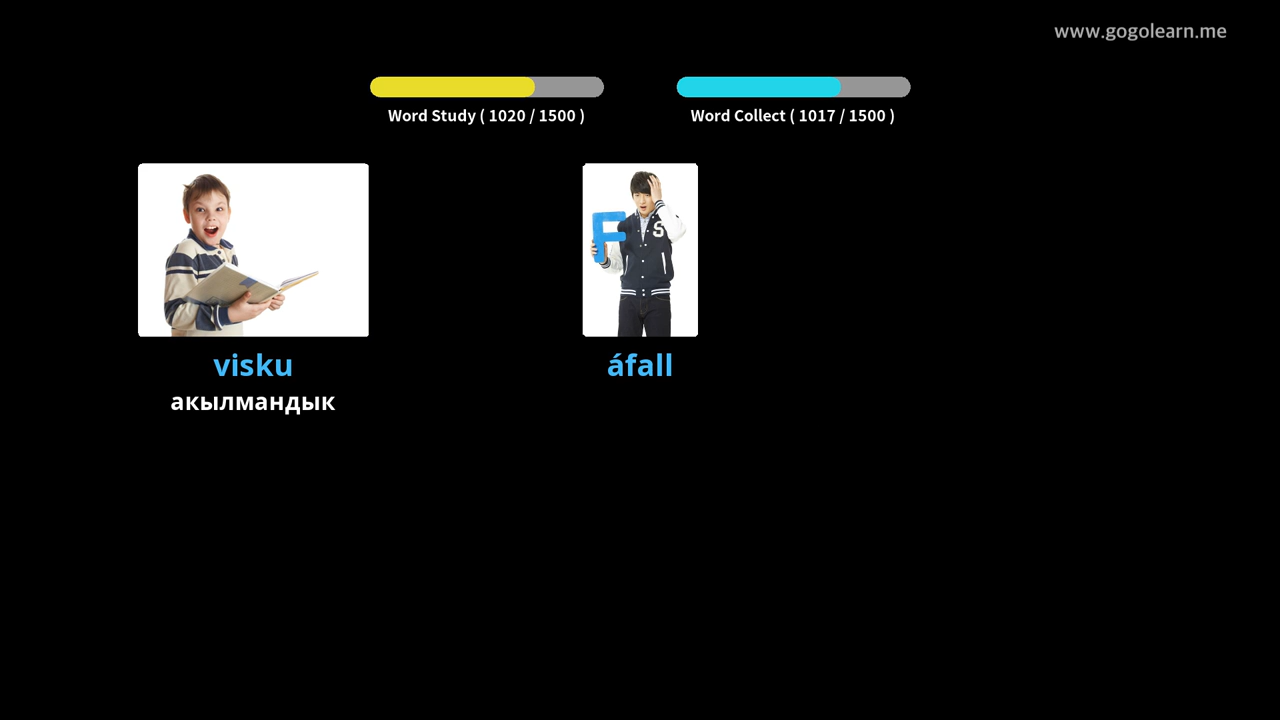 www.gogolearn.me
Word Study ( 1020 / 1500 )
Word Collect ( 1017 / 1500 )
F
S
visku
áfall
акылмандык